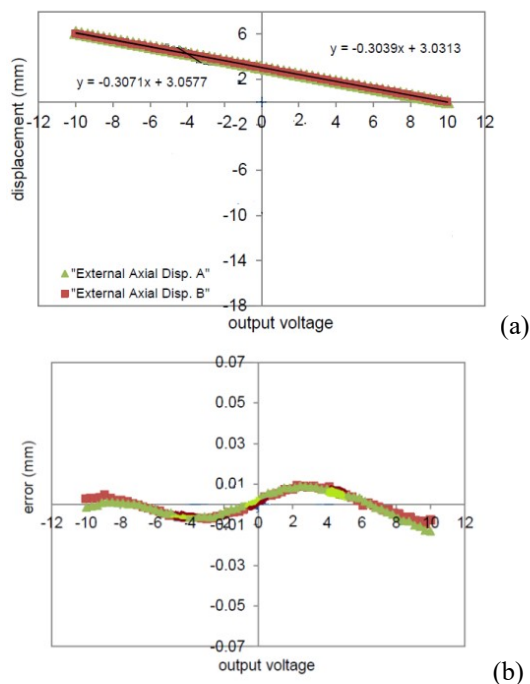 6
y = -0.3039x + 3.0313
y = -0.3071x + 3.0577
2
-12 -10 -8 -6 -4 -2 -2 0 2 4 6 8 10 12
-6
-10
-14
-18
displacement (mm)
"External Axial Disp. A"
"External Axial Disp. B"
output voltage
(a)
0.07
0.05
0.03
0.01
-12 -10 -8 -6 -4 0 2 4 6 8 10 12
-0.03
-0.05
-0.07
error (mm)
output voltage
(b)